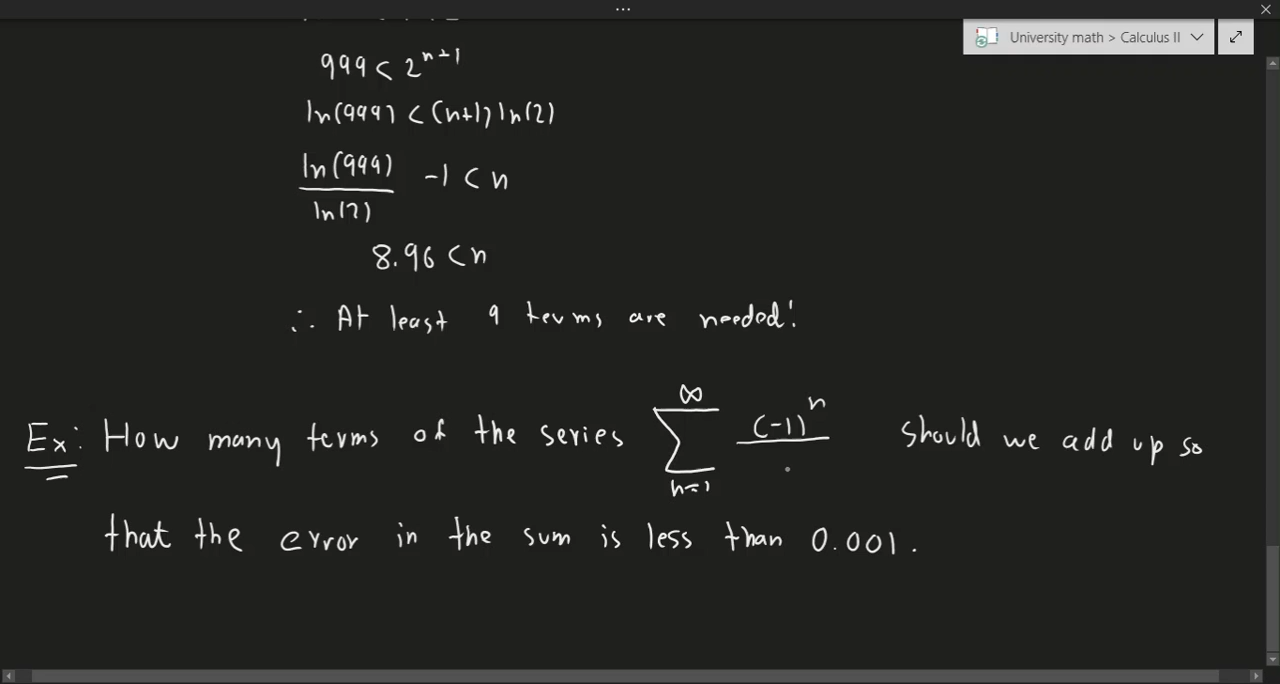 ...
University math > Calculus II
999 < 2^{n+1}
ln(999) < (n+1) ln(2)
ln(999)/ln(2) -1 < n
8.96 < n
∴ At least 9 terms are needed!
Ex: How many terms of the series ∑_{n=1}^{∞} (-1)^n/ should we add up so
that the error in the sum is less than 0.001.